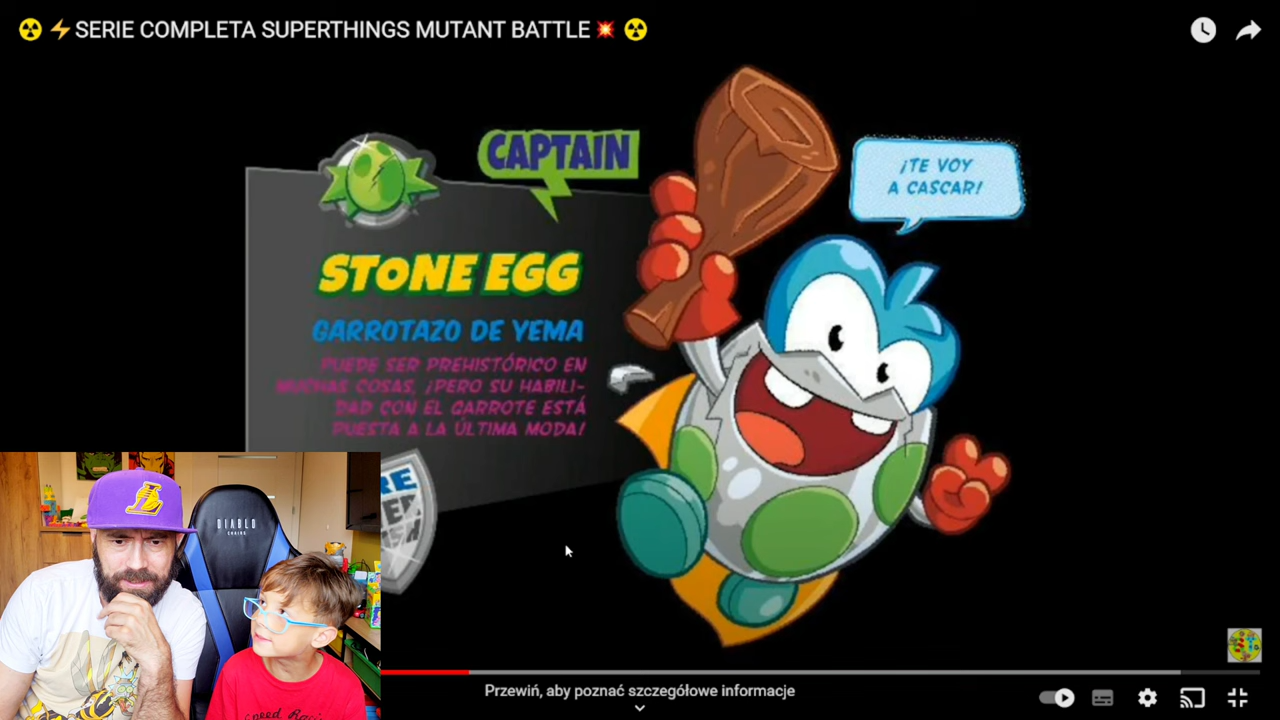 ☢️ ⚡SERIE COMPLETA SUPERTHINGS MUTANT BATTLE💥 ☢️
CAPTAIN
¡TE VOY
A CASCAR!
STONE EGG
GARROTAZO DE YEMA
PUEDE SER PREHISTÓRICO EN
MUCHAS COSAS, ¡PERO SU HABILI-
DAD CON EL GARROTE ESTÁ
PUESTA A LA ÚLTIMA MODA!
DIABLO
CHAIRS
Przewiń, aby poznać szczegółowe informacje